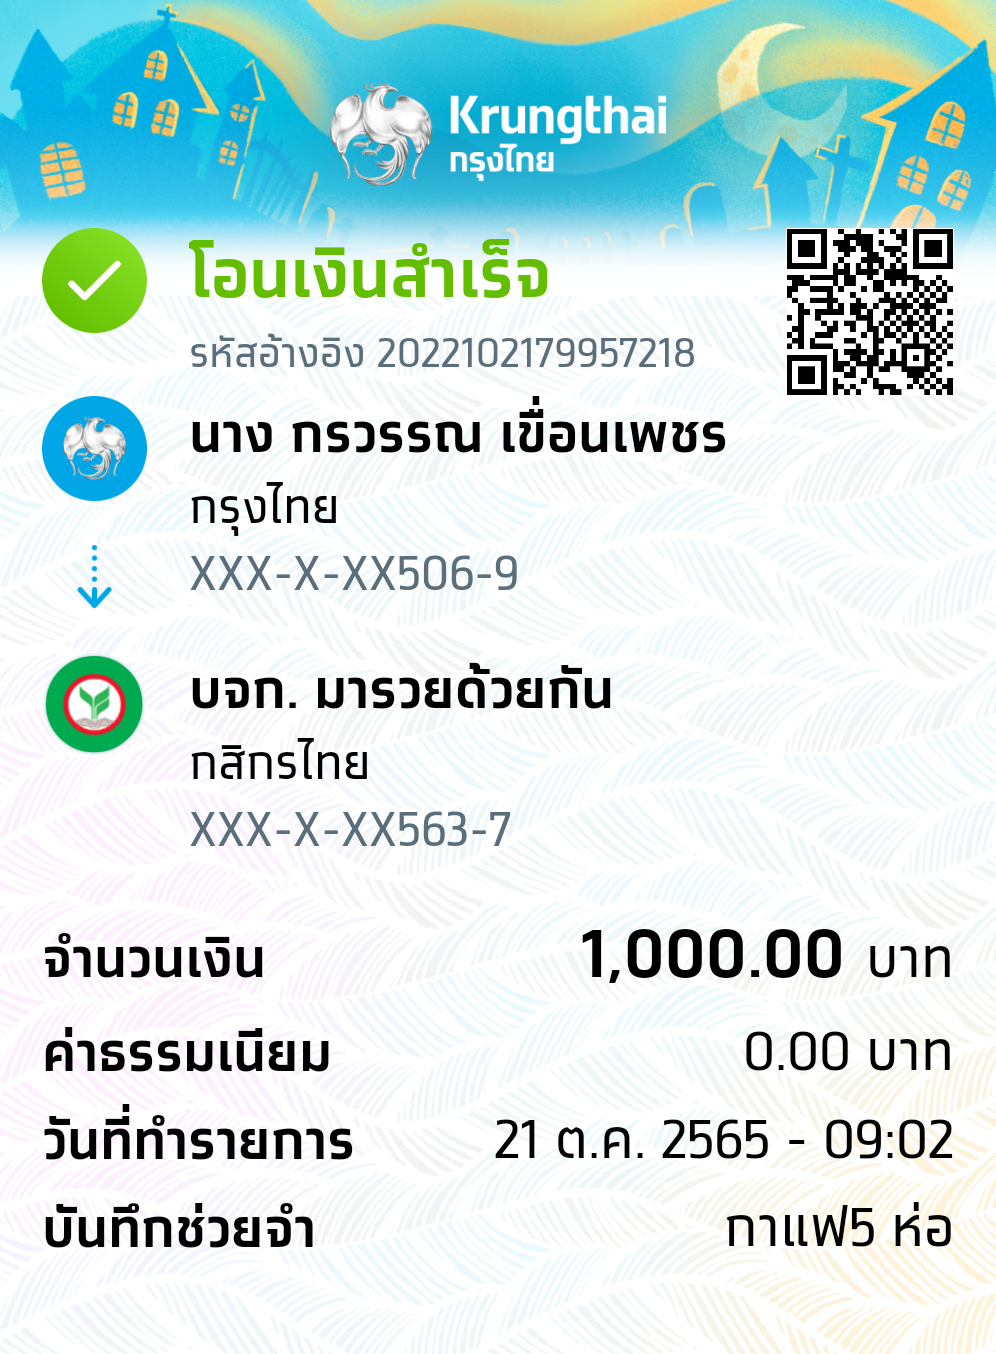 Krungthai
กรุงไทย
โอนเงินสำเร็จ
รหัสอ้างอิง 2022102179957218
นาง กรวรรณ เขื่อนเพชร
กรุงไทย
XXX-X-XX506-9
บจก. มารวยด้วยกัน
กสิกรไทย
XXX-X-XX563-7
จำนวนเงิน 1,000.00 บาท
ค่าธรรมเนียม 0.00 บาท
วันที่ทำรายการ 21 ต.ค. 2565 - 09:02
บันทึกช่วยจำ กาแฟ5 ห่อ